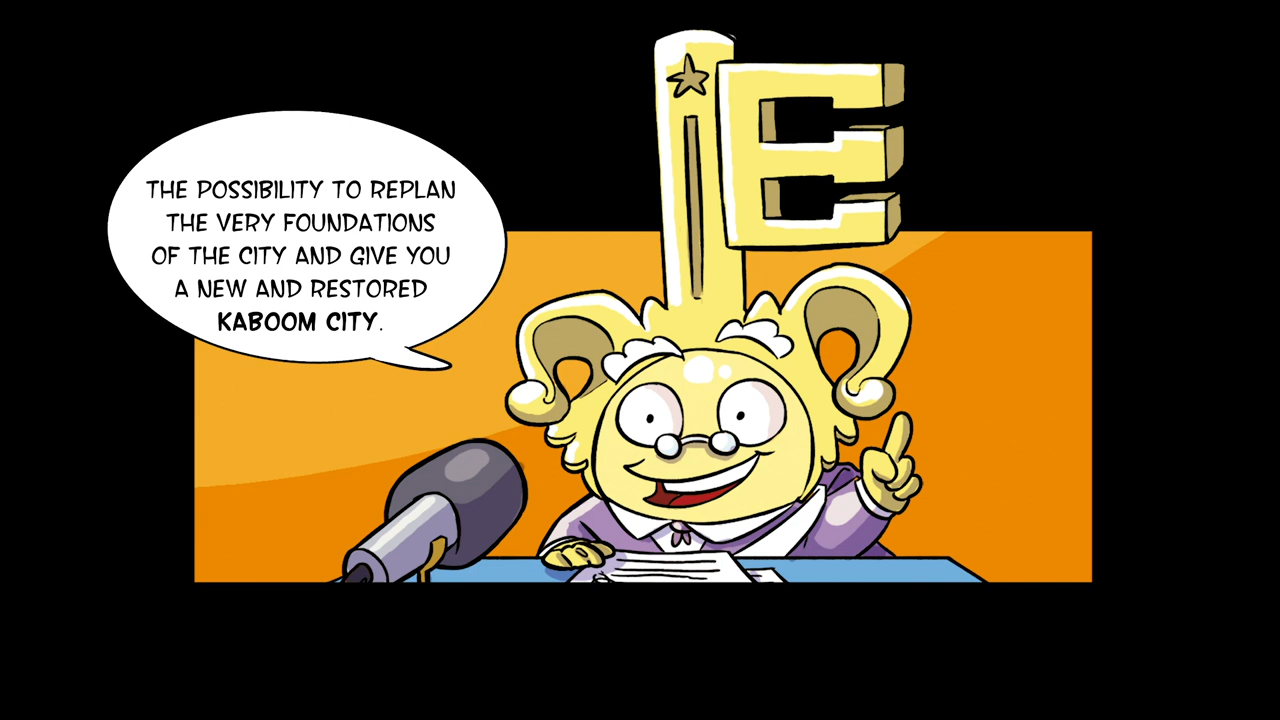 THE POSSIBILITY TO REPLAN
THE VERY FOUNDATIONS
OF THE CITY AND GIVE YOU
A NEW AND RESTORED
KABOOM CITY.
E